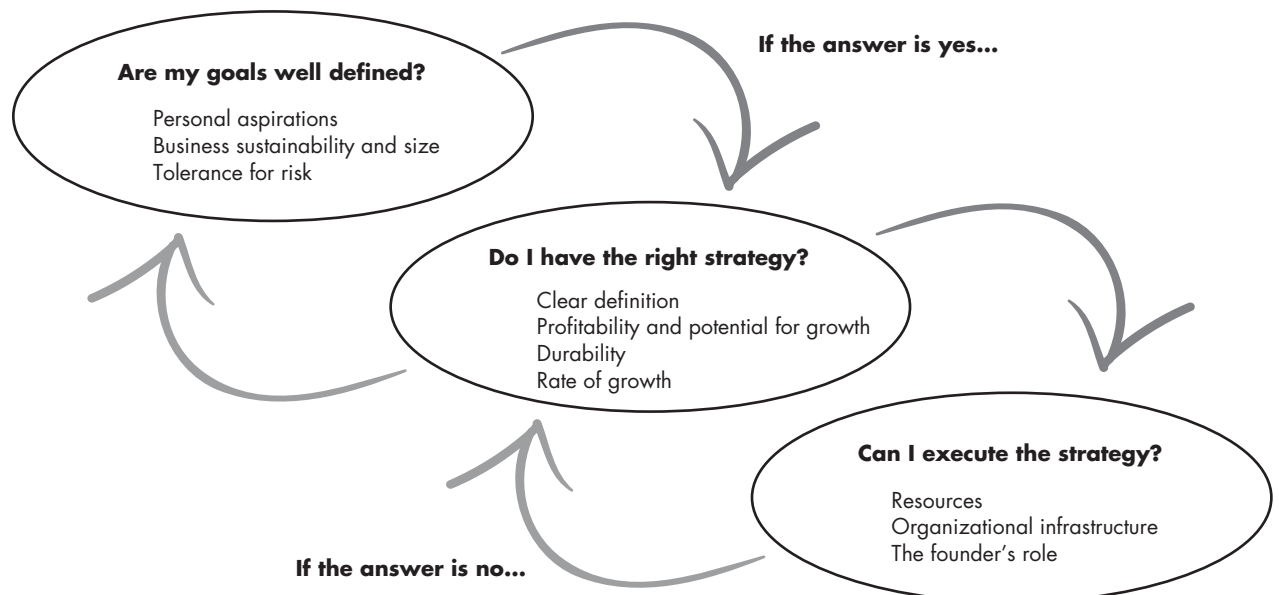 If the answer is yes...
Are my goals well defined?
Personal aspirations
Business sustainability and size
Tolerance for risk
Do I have the right strategy?
Clear definition
Profitability and potential for growth
Durability
Rate of growth
Can I execute the strategy?
Resources
Organizational infrastructure
The founder’s role
If the answer is no...